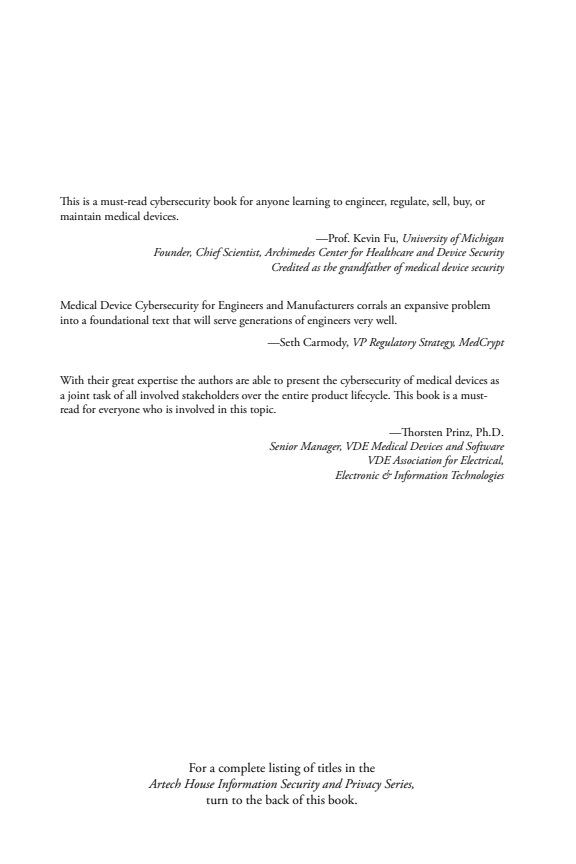 This is a must-read cybersecurity book for anyone learning to engineer, regulate, sell, buy, or
maintain medical devices.
—Prof. Kevin Fu, University of Michigan
Founder, Chief Scientist, Archimedes Center for Healthcare and Device Security
Credited as the grandfather of medical device security
Medical Device Cybersecurity for Engineers and Manufacturers corrals an expansive problem
into a foundational text that will serve generations of engineers very well.
—Seth Carmody, VP Regulatory Strategy, MedCrypt
With their great expertise the authors are able to present the cybersecurity of medical devices as
a joint task of all involved stakeholders over the entire product lifecycle. This book is a must-
read for everyone who is involved in this topic.
—Thorsten Prinz, Ph.D.
Senior Manager, VDE Medical Devices and Software
VDE Association for Electrical,
Electronic & Information Technologies
For a complete listing of titles in the
Artech House Information Security and Privacy Series,
turn to the back of this book.